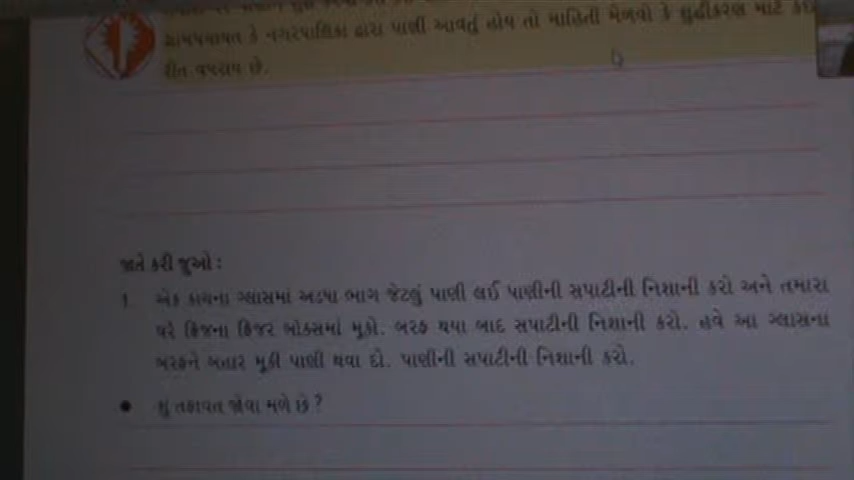 ગ્રામપંચાયત કે નગરપાલિકા દ્વારા પાણી આવતું હોય તો માહિતી મેળવો કે શુદ્ધીકરણ માટે કઈ
રીત વપરાય છે.
જાતે કરી જુઓ :
1. એક કાચના ગ્લાસમાં અડધા ભાગ જેટલું પાણી લઈ પાણીની સપાટીની નિશાની કરો અને તમારા
ઘરે ફ્રિજના ફ્રિજર બોક્સમાં મૂકો. બરફ થયા બાદ સપાટીની નિશાની કરો. હવે આ ગ્લાસના
બરફને બહાર મૂકી પાણી થવા દો. પાણીની સપાટીની નિશાની કરો.
● શું તફાવત જોવા મળે છે ?